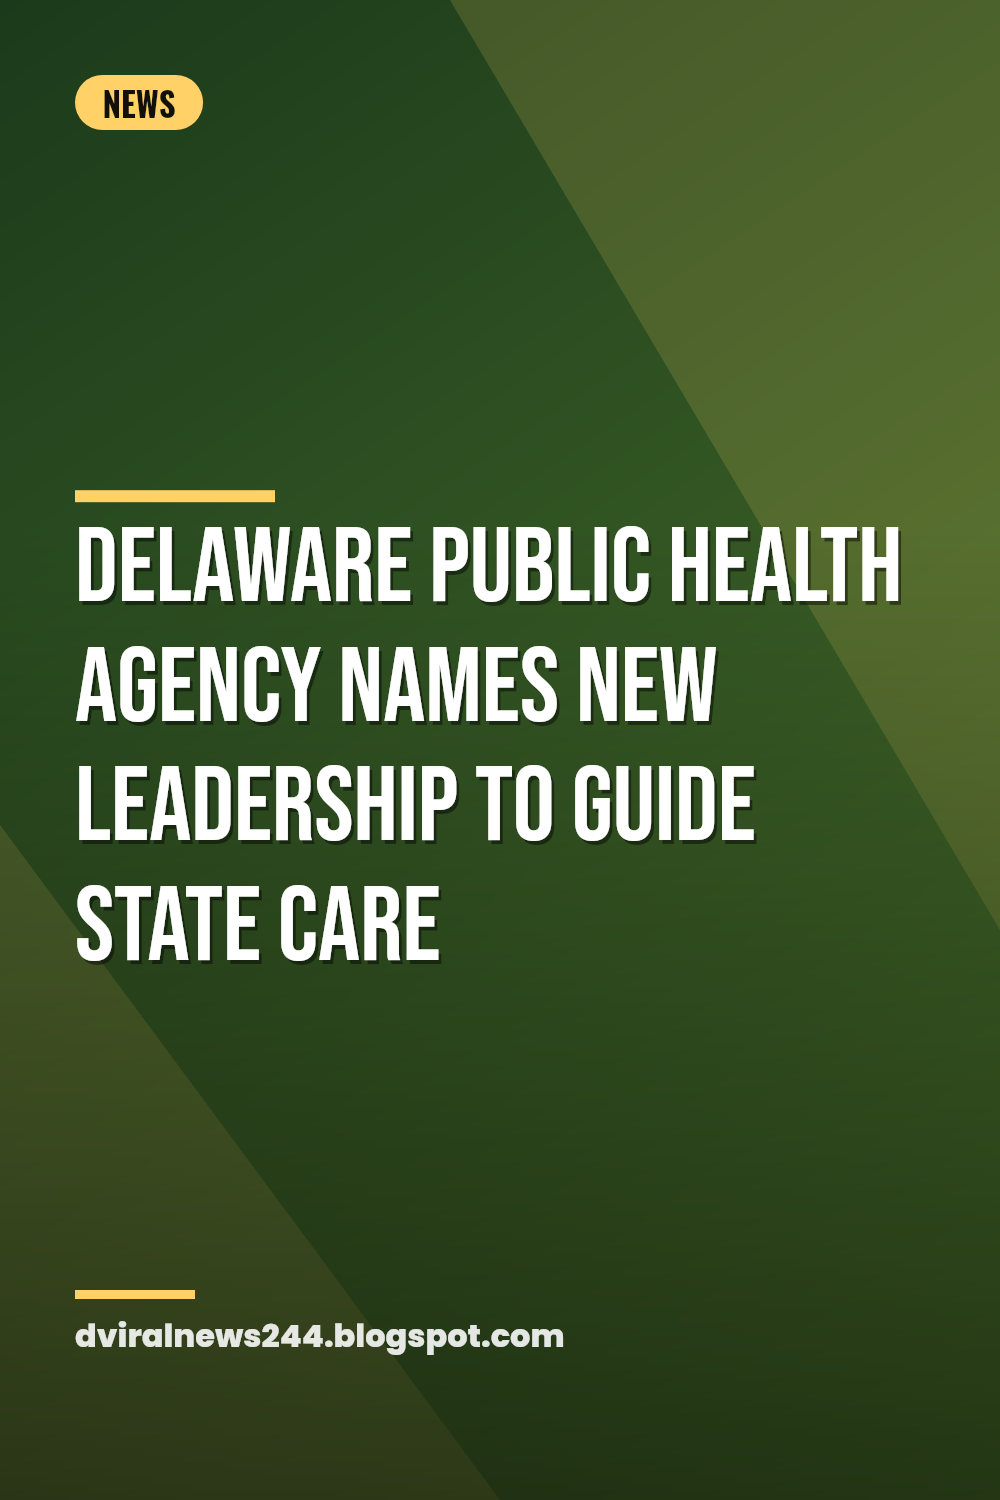 NEWS
DELAWARE PUBLIC HEALTH
AGENCY NAMES NEW
LEADERSHIP TO GUIDE
STATE CARE
dviralnews244.blogspot.com